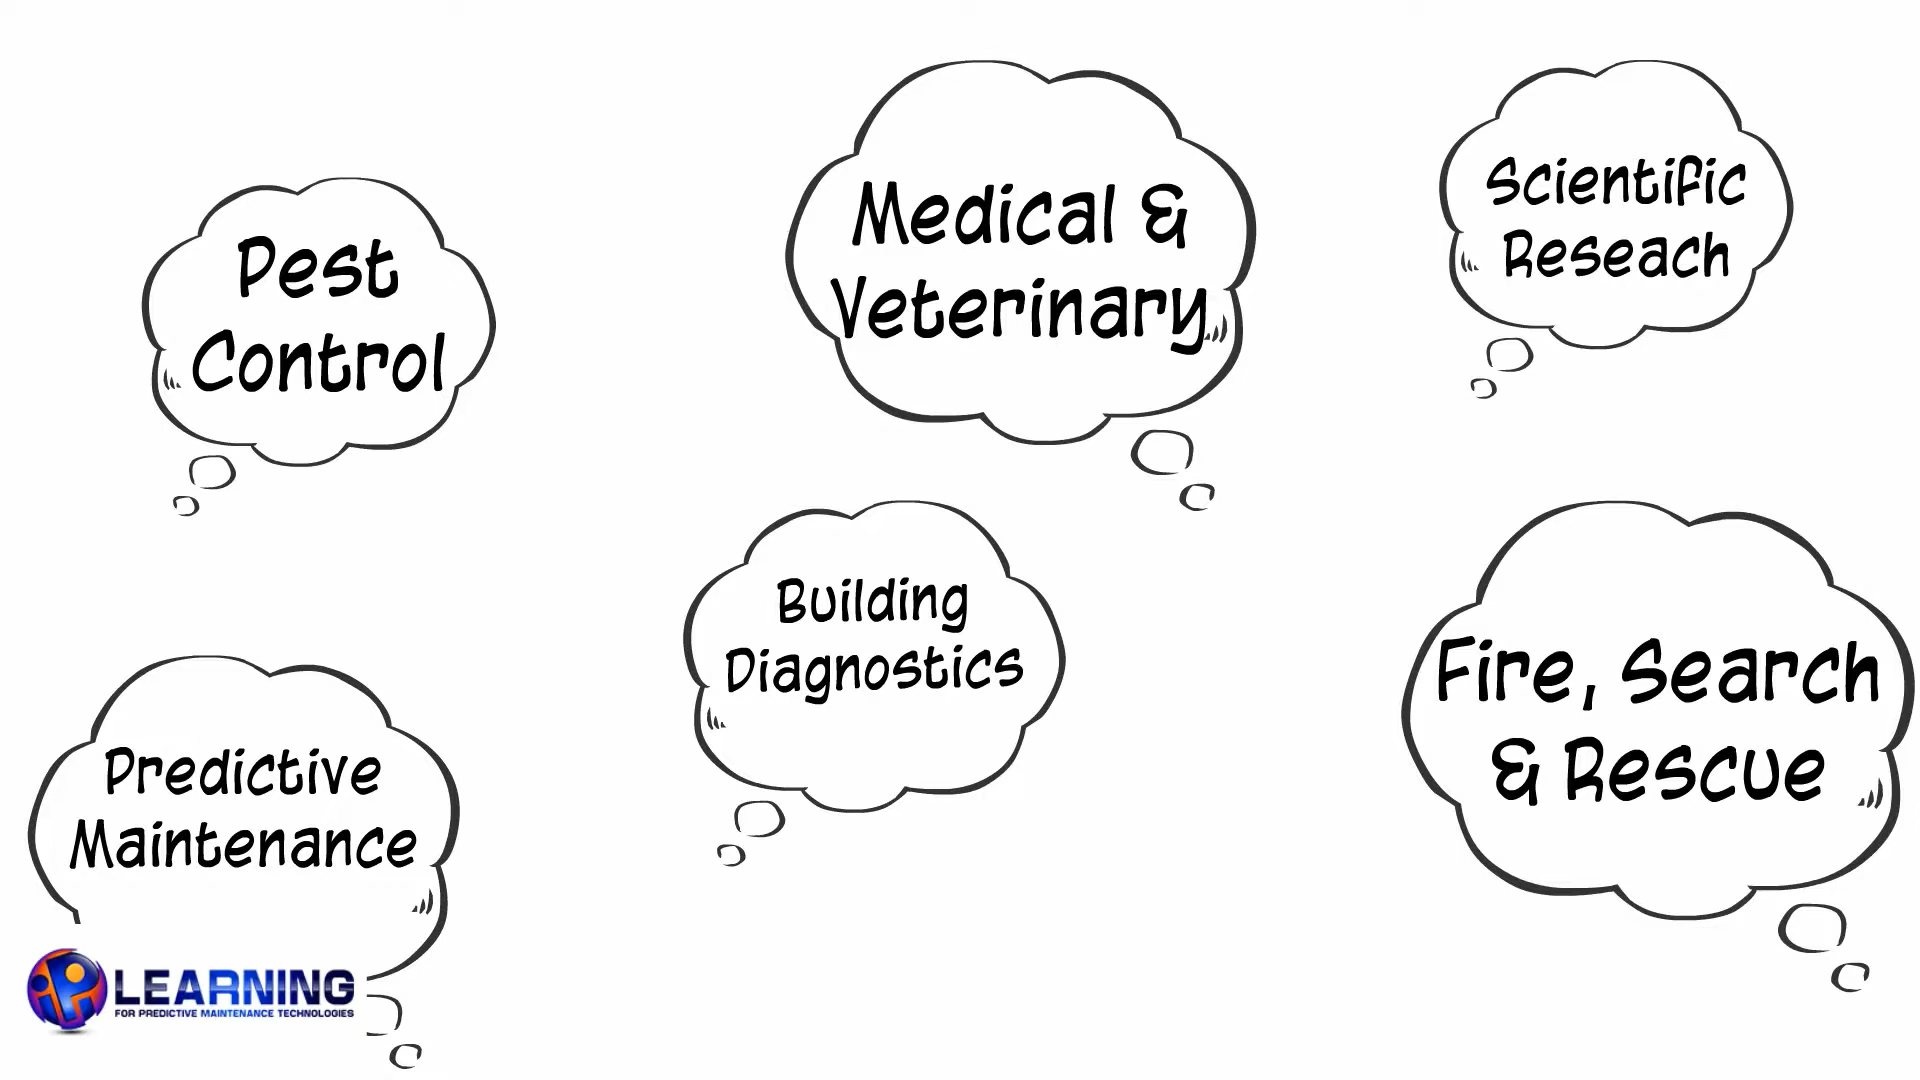 Pest
Control
Medical &
Veterinary
Scientific
Reseach
Building
Diagnostics
Fire, Search
& Rescue
Predictive
Maintenance
LEARNING
FOR PREDICTIVE MAINTENANCE TECHNOLOGIES